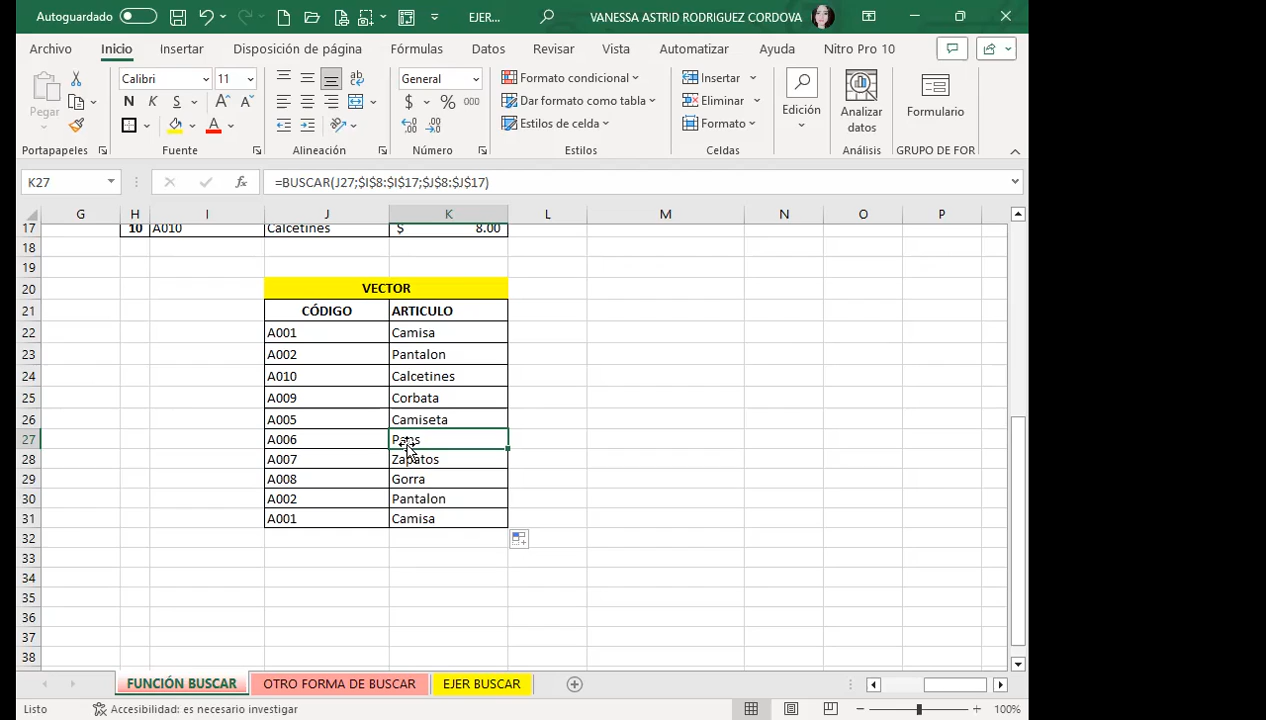 Autoguardado EJER... VANESSA ASTRID RODRIGUEZ CORDOVA
Archivo Inicio Insertar Disposición de página Fórmulas Datos Revisar Vista Automatizar Ayuda Nitro Pro 10
Pegar
Calibri 11
N K S
A A
General
$ % 000
Formato condicional
Dar formato como tabla
Estilos de celda
Insertar
Eliminar
Formato
Edición
Analizar datos
Formulario
Portapapeles Fuente Alineación Número Estilos Celdas Análisis GRUPO DE FOR
K27 fx =BUSCAR(J27;$I$8:$I$17;$J$8:$J$17)
G H I J K L M N O P
17 10 A010 Calcetines $ 8.00
18
19
20 VECTOR
21 CÓDIGO ARTICULO
22 A001 Camisa
23 A002 Pantalon
24 A010 Calcetines
25 A009 Corbata
26 A005 Camiseta
27 A006
28 A007 Zapatos
29 A008 Gorra
30 A002 Pantalon
31 A001 Camisa
32
33
34
35
36
37
38
FUNCIÓN BUSCAR OTRO FORMA DE BUSCAR EJER BUSCAR
Listo Accesibilidad: es necesario investigar 100%